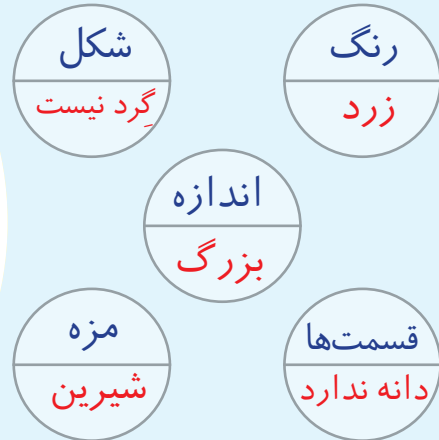 رنگ
زرد
شکل
گِرد نیست
اندازه
بزرگ
قسمت‌ها
دانه ندارد
مزه
شیرین